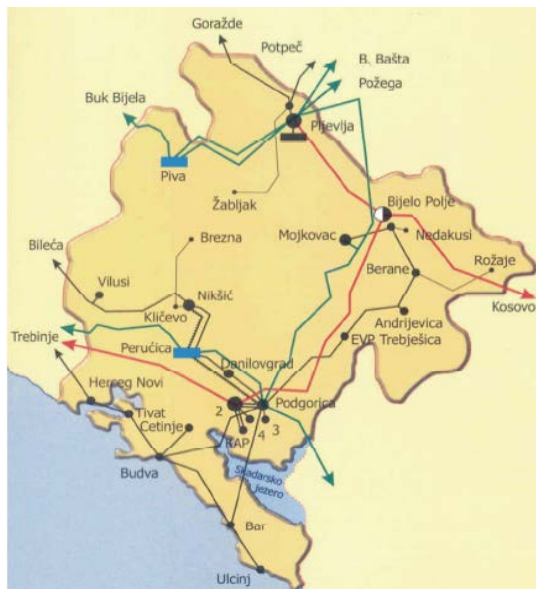 Goražde
Potpeč
B. Bašta
Požega
Buk Bijela
Pljevlja
Piva
Žabljak
Bijelo Polje
Nedakusi
Mojkovac
Brezna
Bileća
Rožaje
Berane
Vilusi
Nikšić
Kličevo
Kosovo
Andrijevica
EVP Trebješica
Trebinje
Perućica
Danilovgrad
Herceg Novi
Podgorica
2
Tivat
Cetinje
4
3
KAP
Budva
Skadarsko
jezero
Bar
Ulcinj